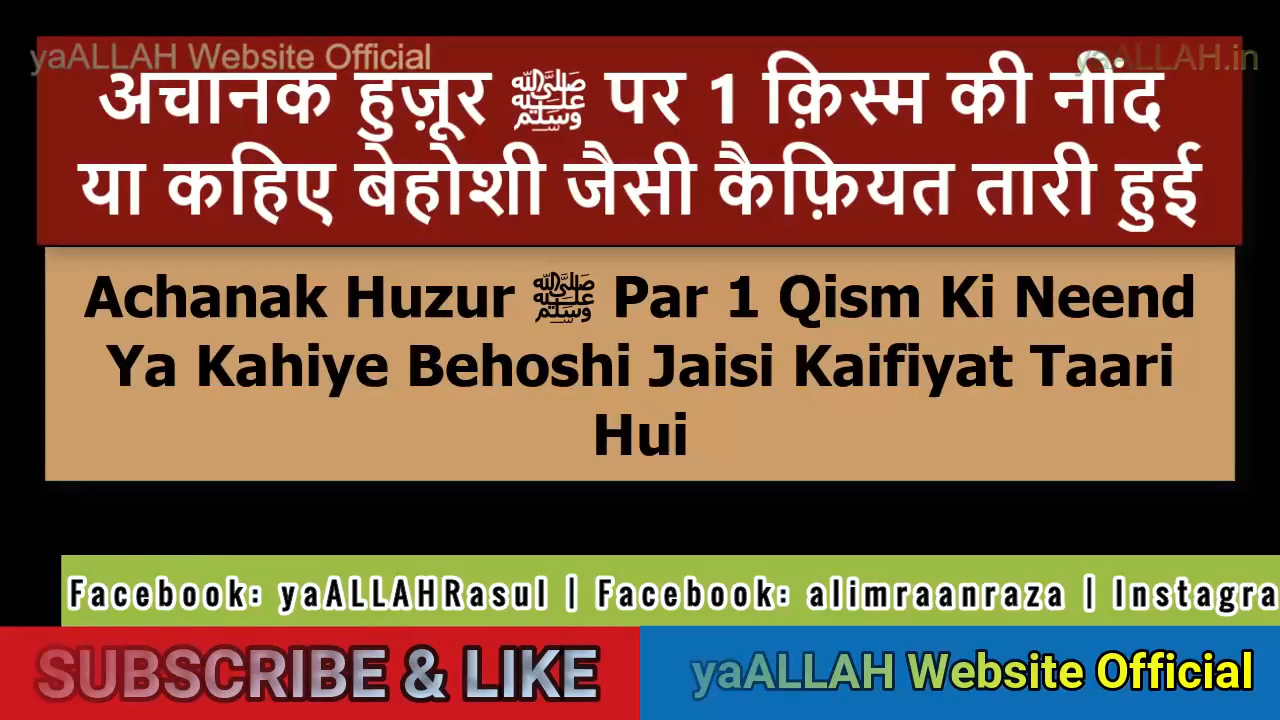 yaALLAH Website Official
yaALLAH.in
अचानक हुज़ूर ﷺ पर 1 क़िस्म की नींद
या कहिए बेहोशी जैसी कैफ़ियत तारी हुई
Achanak Huzur ﷺ Par 1 Qism Ki Neend
Ya Kahiye Behoshi Jaisi Kaifiyat Taari
Hui
Facebook: yaALLAHRasul | Facebook: alimraanraza | Instagra
SUBSCRIBE & LIKE
yaALLAH Website Official